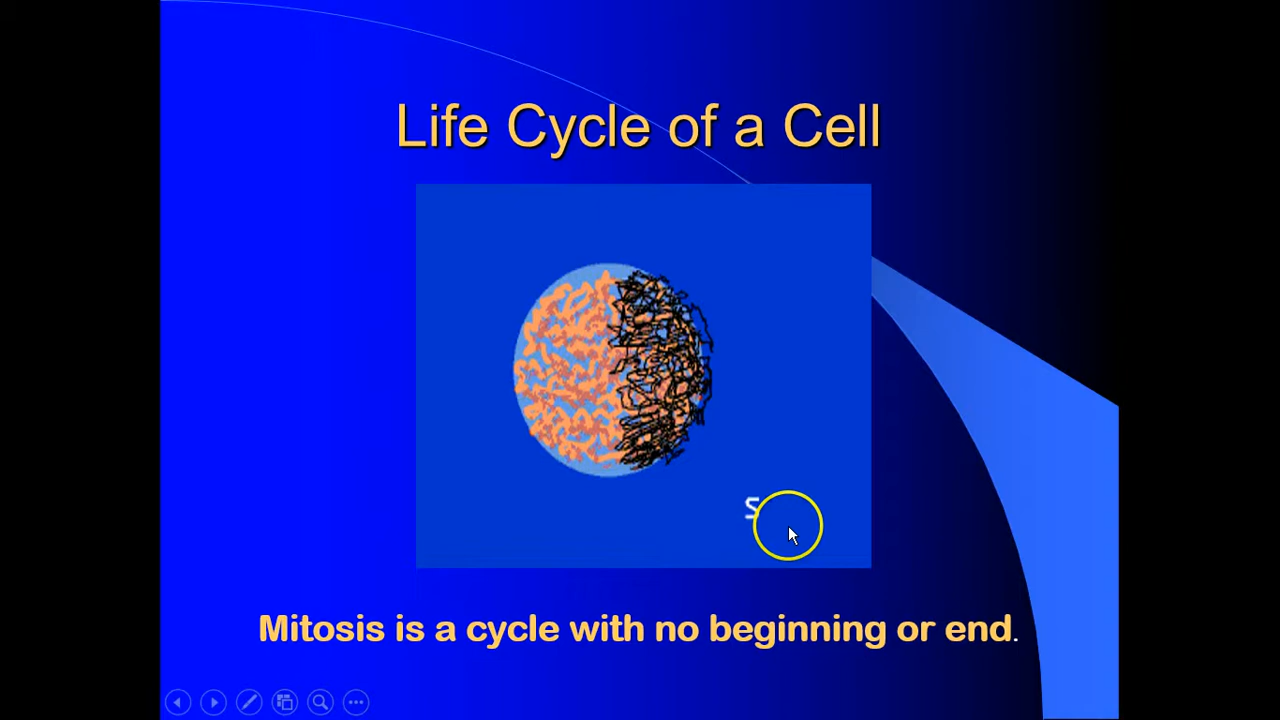 Life Cycle of a Cell
S
Mitosis is a cycle with no beginning or end.